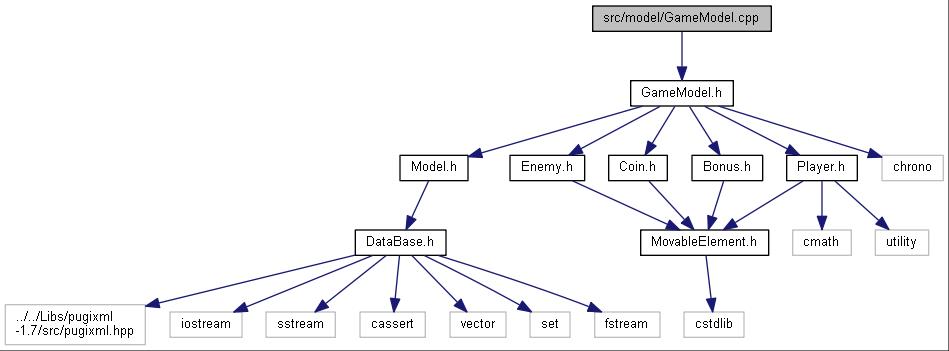 src/model/GameModel.cpp
GameModel.h
Model.h
Enemy.h
Coin.h
Bonus.h
Player.h
chrono
DataBase.h
MovableElement.h
cmath
utility
../../Libs/pugixml
-1.7/src/pugixml.hpp
iostream
sstream
cassert
vector
set
fstream
cstdlib